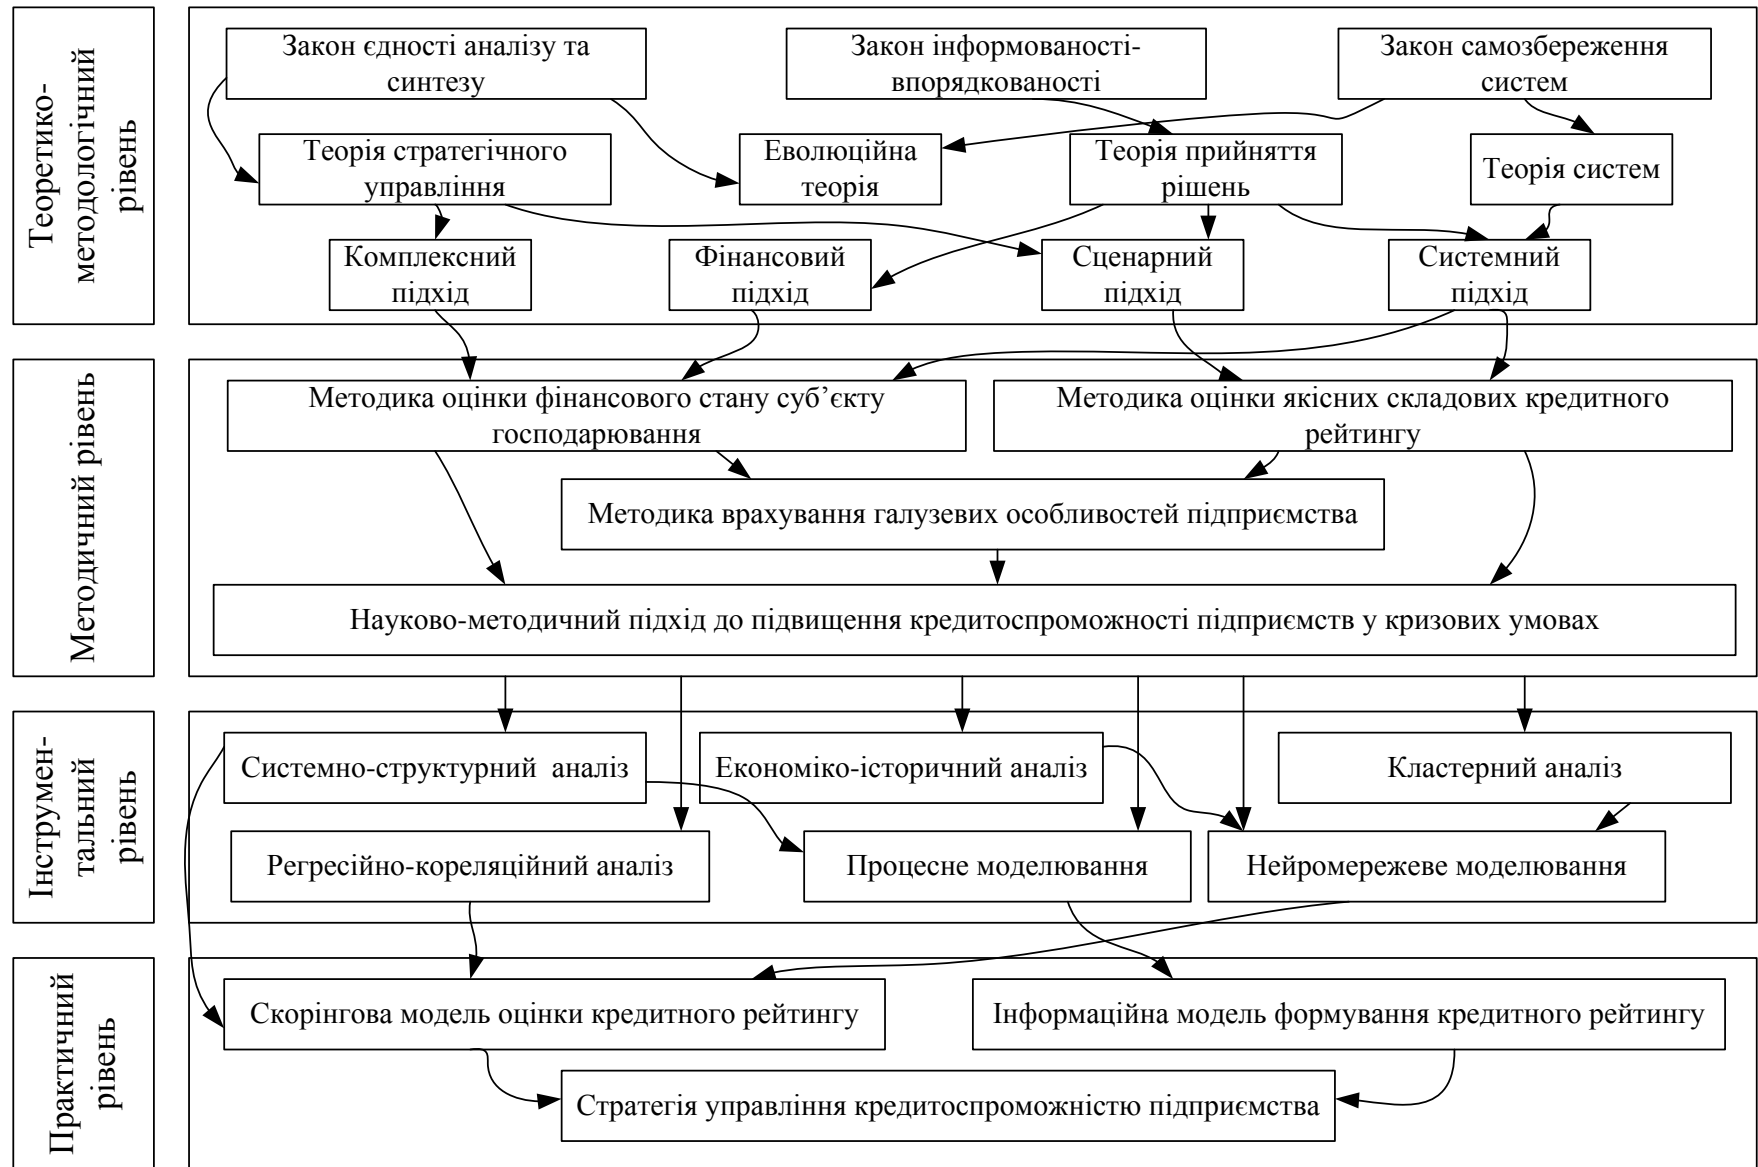 Теоретико-
методологічний
рівень
Закон єдності аналізу та
синтезу
Закон інформованості-
впорядкованості
Закон самозбереження
систем
Теорія стратегічного
управління
Еволюційна
теорія
Теорія прийняття
рішень
Теорія систем
Комплексний
підхід
Фінансовий
підхід
Сценарний
підхід
Системний
підхід
Методичний рівень
Методика оцінки фінансового стану суб’єкту
господарювання
Методика оцінки якісних складових кредитного
рейтингу
Методика врахування галузевих особливостей підприємства
Науково-методичний підхід до підвищення кредитоспроможності підприємств у кризових умовах
Інструмен-
тальний
рівень
Системно-структурний аналіз
Економіко-історичний аналіз
Кластерний аналіз
Регресійно-кореляційний аналіз
Процесне моделювання
Нейромережеве моделювання
Практичний
рівень
Скорінгова модель оцінки кредитного рейтингу
Інформаційна модель формування кредитного рейтингу
Стратегія управління кредитоспроможністю підприємства